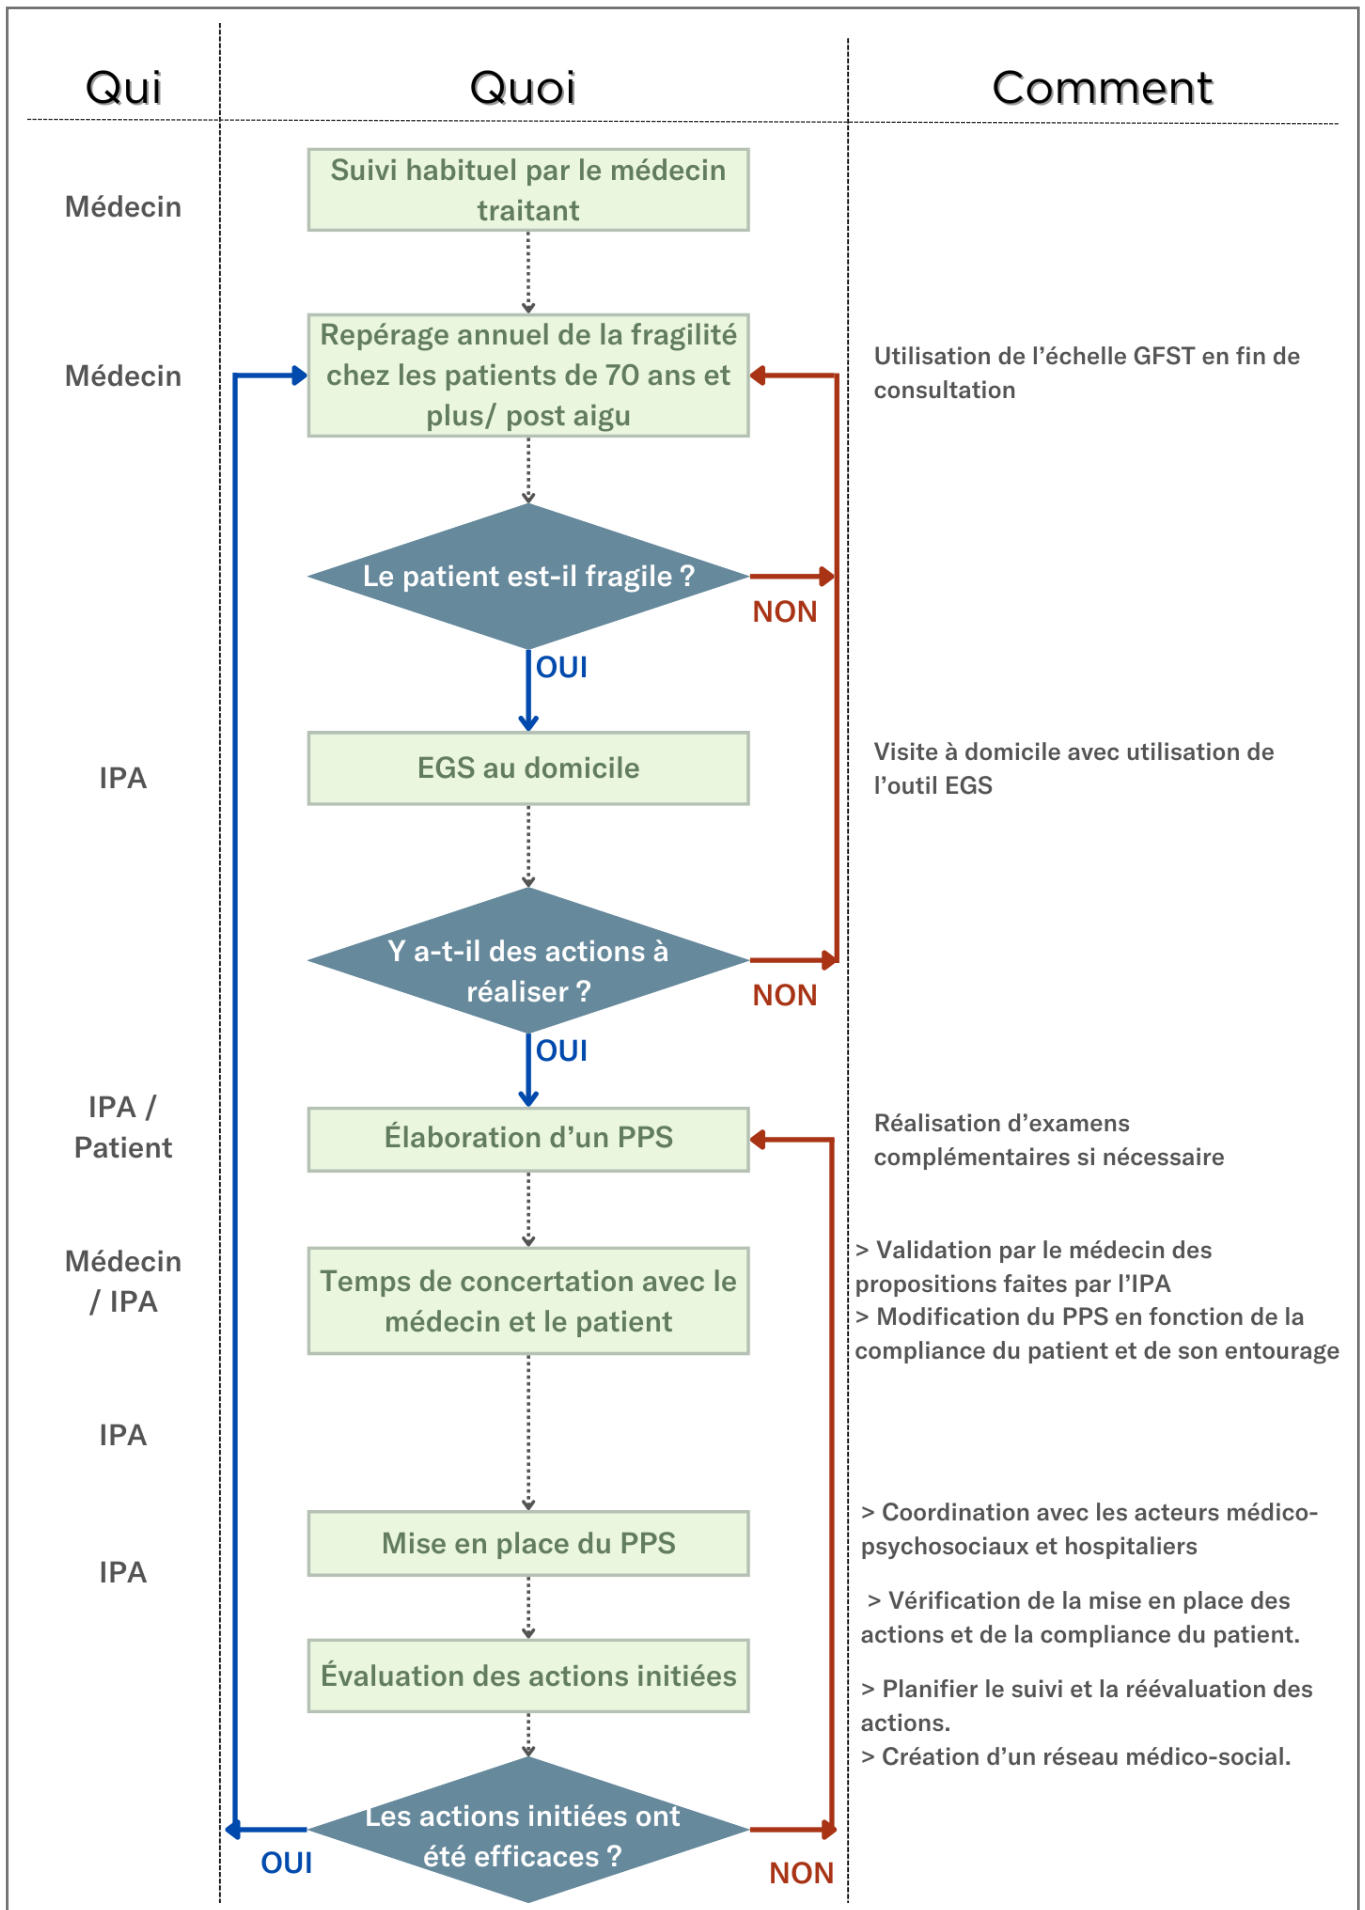 Qui
Quoi
Comment
Médecin
Suivi habituel par le médecin
traitant
Médecin
Repérage annuel de la fragilité
chez les patients de 70 ans et
plus/ post aigu
Utilisation de l'échelle GFST en fin de
consultation
Le patient est-il fragile ?
NON
OUI
IPA
EGS au domicile
Visite à domicile avec utilisation de
l'outil EGS
Y a-t-il des actions à
réaliser ?
NON
OUI
IPA /
Patient
Élaboration d'un PPS
Réalisation d'examens
complémentaires si nécessaire
Médecin
/ IPA
Temps de concertation avec le
médecin et le patient
> Validation par le médecin des
propositions faites par l'IPA
> Modification du PPS en fonction de la
compliance du patient et de son entourage
IPA
Mise en place du PPS
> Coordination avec les acteurs médico-
psychosociaux et hospitaliers
IPA
> Vérification de la mise en place des
actions et de la compliance du patient.
Évaluation des actions initiées
> Planifier le suivi et la réévaluation des
actions.
> Création d'un réseau médico-social.
Les actions initiées ont
été efficaces ?
OUI
NON